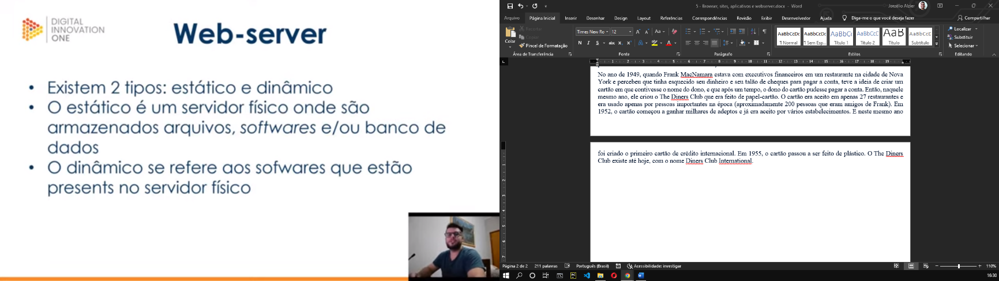 DIGITAL
INNOVATION
ONE
Web-server
• Existem 2 tipos: estático e dinâmico
• O estático é um servidor físico onde são
armazenados arquivos, softwares e/ou banco de
dados
• O dinâmico se refere aos sofwares que estão
presents no servidor físico
5 - Browser, sites, aplicativos e webserver.docx - Word
Jorzélio Alzier
Arquivo Página Inicial Inserir Desenhar Design Layout Referências Correspondências Revisão Exibir Desenvolvedor Ajuda Diga-me o que você deseja fazer Compartilhar
Colar
Recortar
Copiar
Pincel de Formatação
Área de Transferência
Times New Ro 12
N I S
Fonte
Parágrafo
AaBbCcDc AaBbCcDc AaBbCc AaBbCcD AaB AaBbCcD
¶ Normal ¶ Sem Esp... Título 1 Título 2 Título Subtítulo
Estilos
Localizar
Substituir
Selecionar
Editando
No ano de 1949, quando Frank MacNamara estava com executivos financeiros em um restaurante na cidade de Nova
York e percebeu que tinha esquecido seu dinheiro e seu talão de cheques para pagar a conta, teve a ideia de criar um
cartão em que contivesse o nome do dono, e que após um tempo, o dono do cartão pudesse pagar a conta. Então, naquele
mesmo ano, ele criou o The Diners Club que era feito de papel-cartão. O cartão era aceito em apenas 27 restaurantes e
era usado apenas por pessoas importantes na época (aproximadamente 200 pessoas que eram amigos de Frank). Em
1952, o cartão começou a ganhar milhares de adeptos e já era aceito por vários estabelecimentos. E neste mesmo ano
foi criado o primeiro cartão de crédito internacional. Em 1955, o cartão passou a ser feito de plástico. O The Diners
Club existe até hoje, com o nome Diners Club International.
Página 2 de 2 211 palavras Português (Brasil) Acessibilidade: investigar 110%
16:30